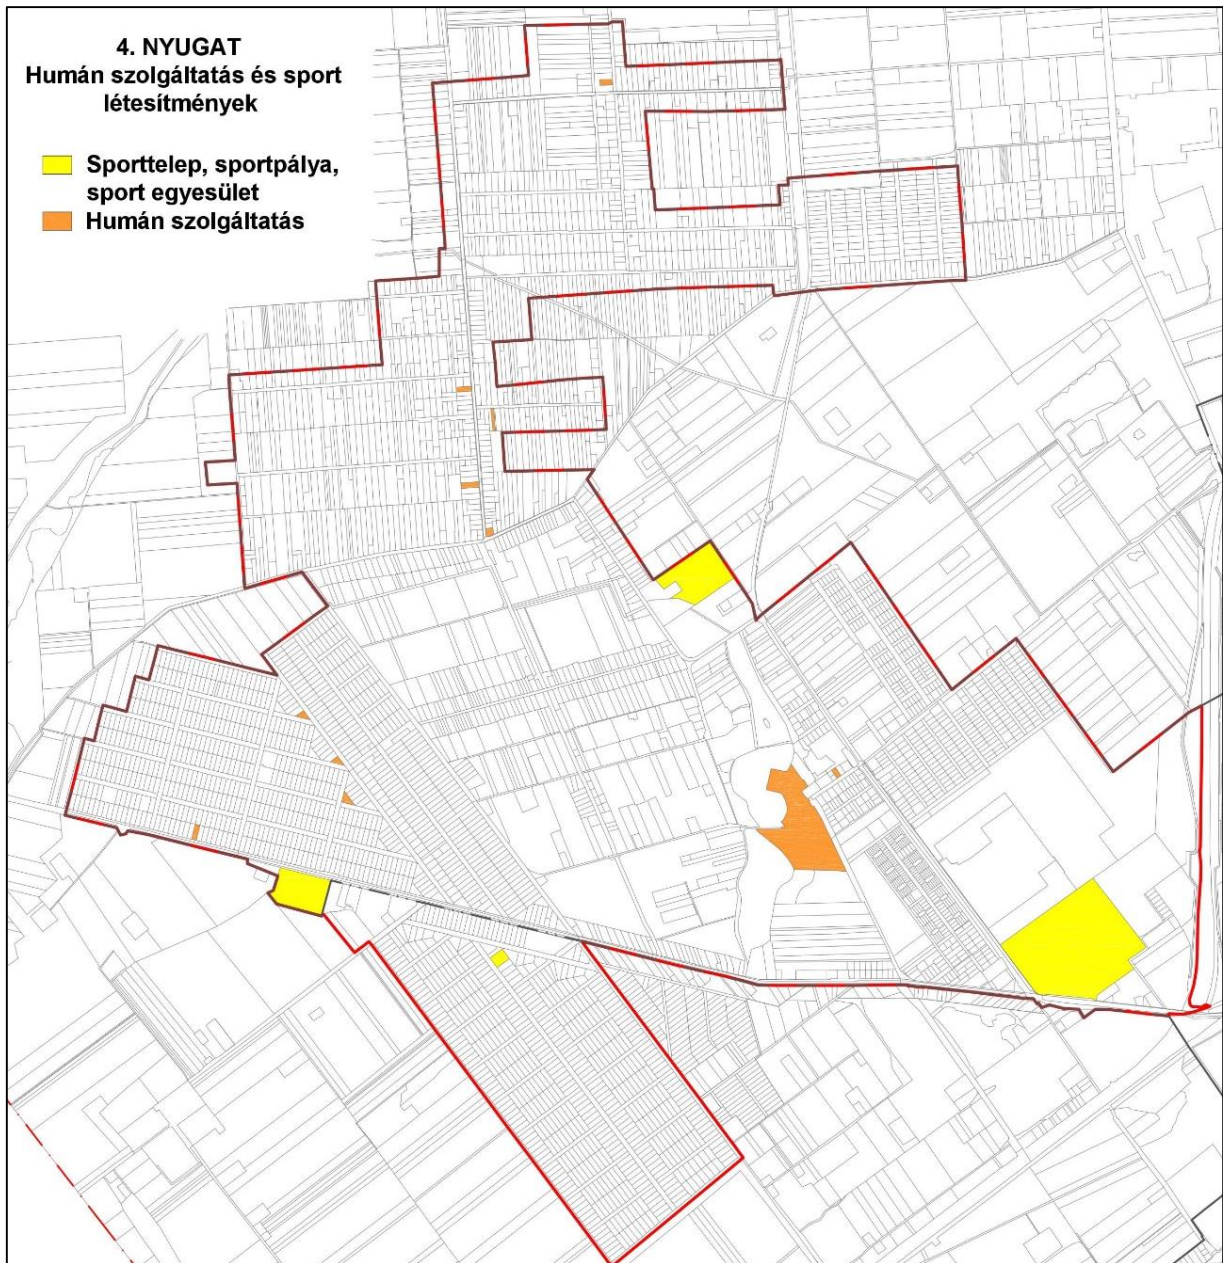 4. NYUGAT
Humán szolgáltatás és sport
létesítmények
Sporttelep, sportpálya,
sport egyesület
Humán szolgáltatás